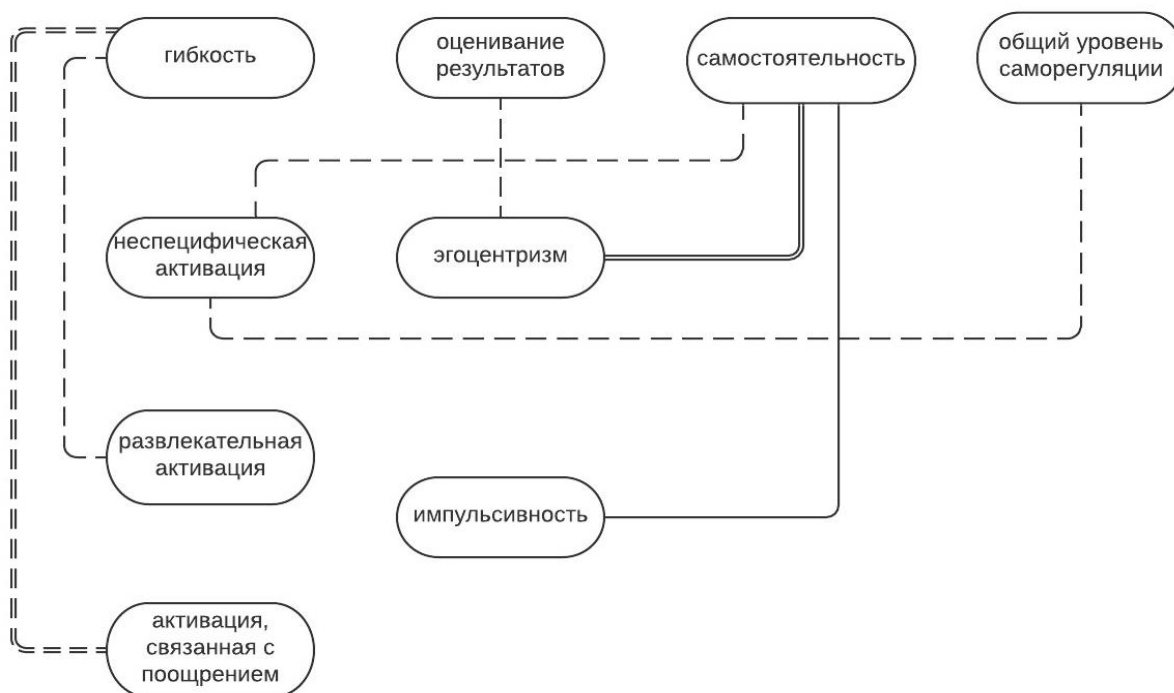 гибкость
оценивание
результатов
самостоятельность
общий уровень
саморегуляции
неспецифическая
активация
эгоцентризм
развлекательная
активация
импульсивность
активация,
связанная с
поощрением